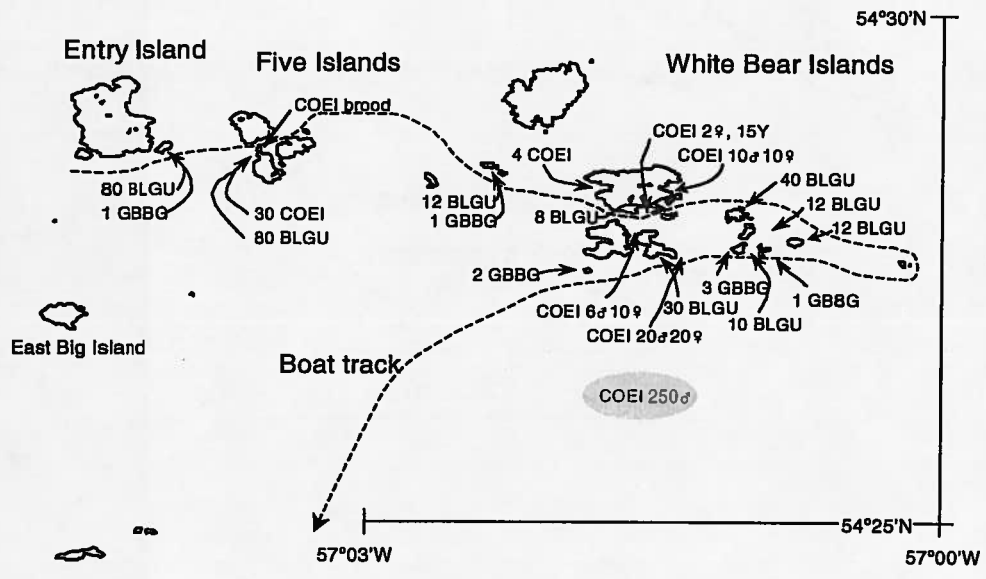 54°30'N
Entry Island
Five Islands
White Bear Islands
COEI brood
COEI 2♀, 15Y
4 COEI
COEI 10♂ 10♀
80 BLGU
1 GBBG
30 COEI
80 BLGU
12 BLGU
1 GBBG
8 BLGU
40 BLGU
12 BLGU
12 BLGU
2 GBBG
3 GBBG
1 GB8G
COEI 6♂ 10♀
30 BLGU
10 BLGU
COEI 20♂ 20♀
East Big Island
Boat track
COEI 250♂
54°25'N
57°03'W
57°00'W